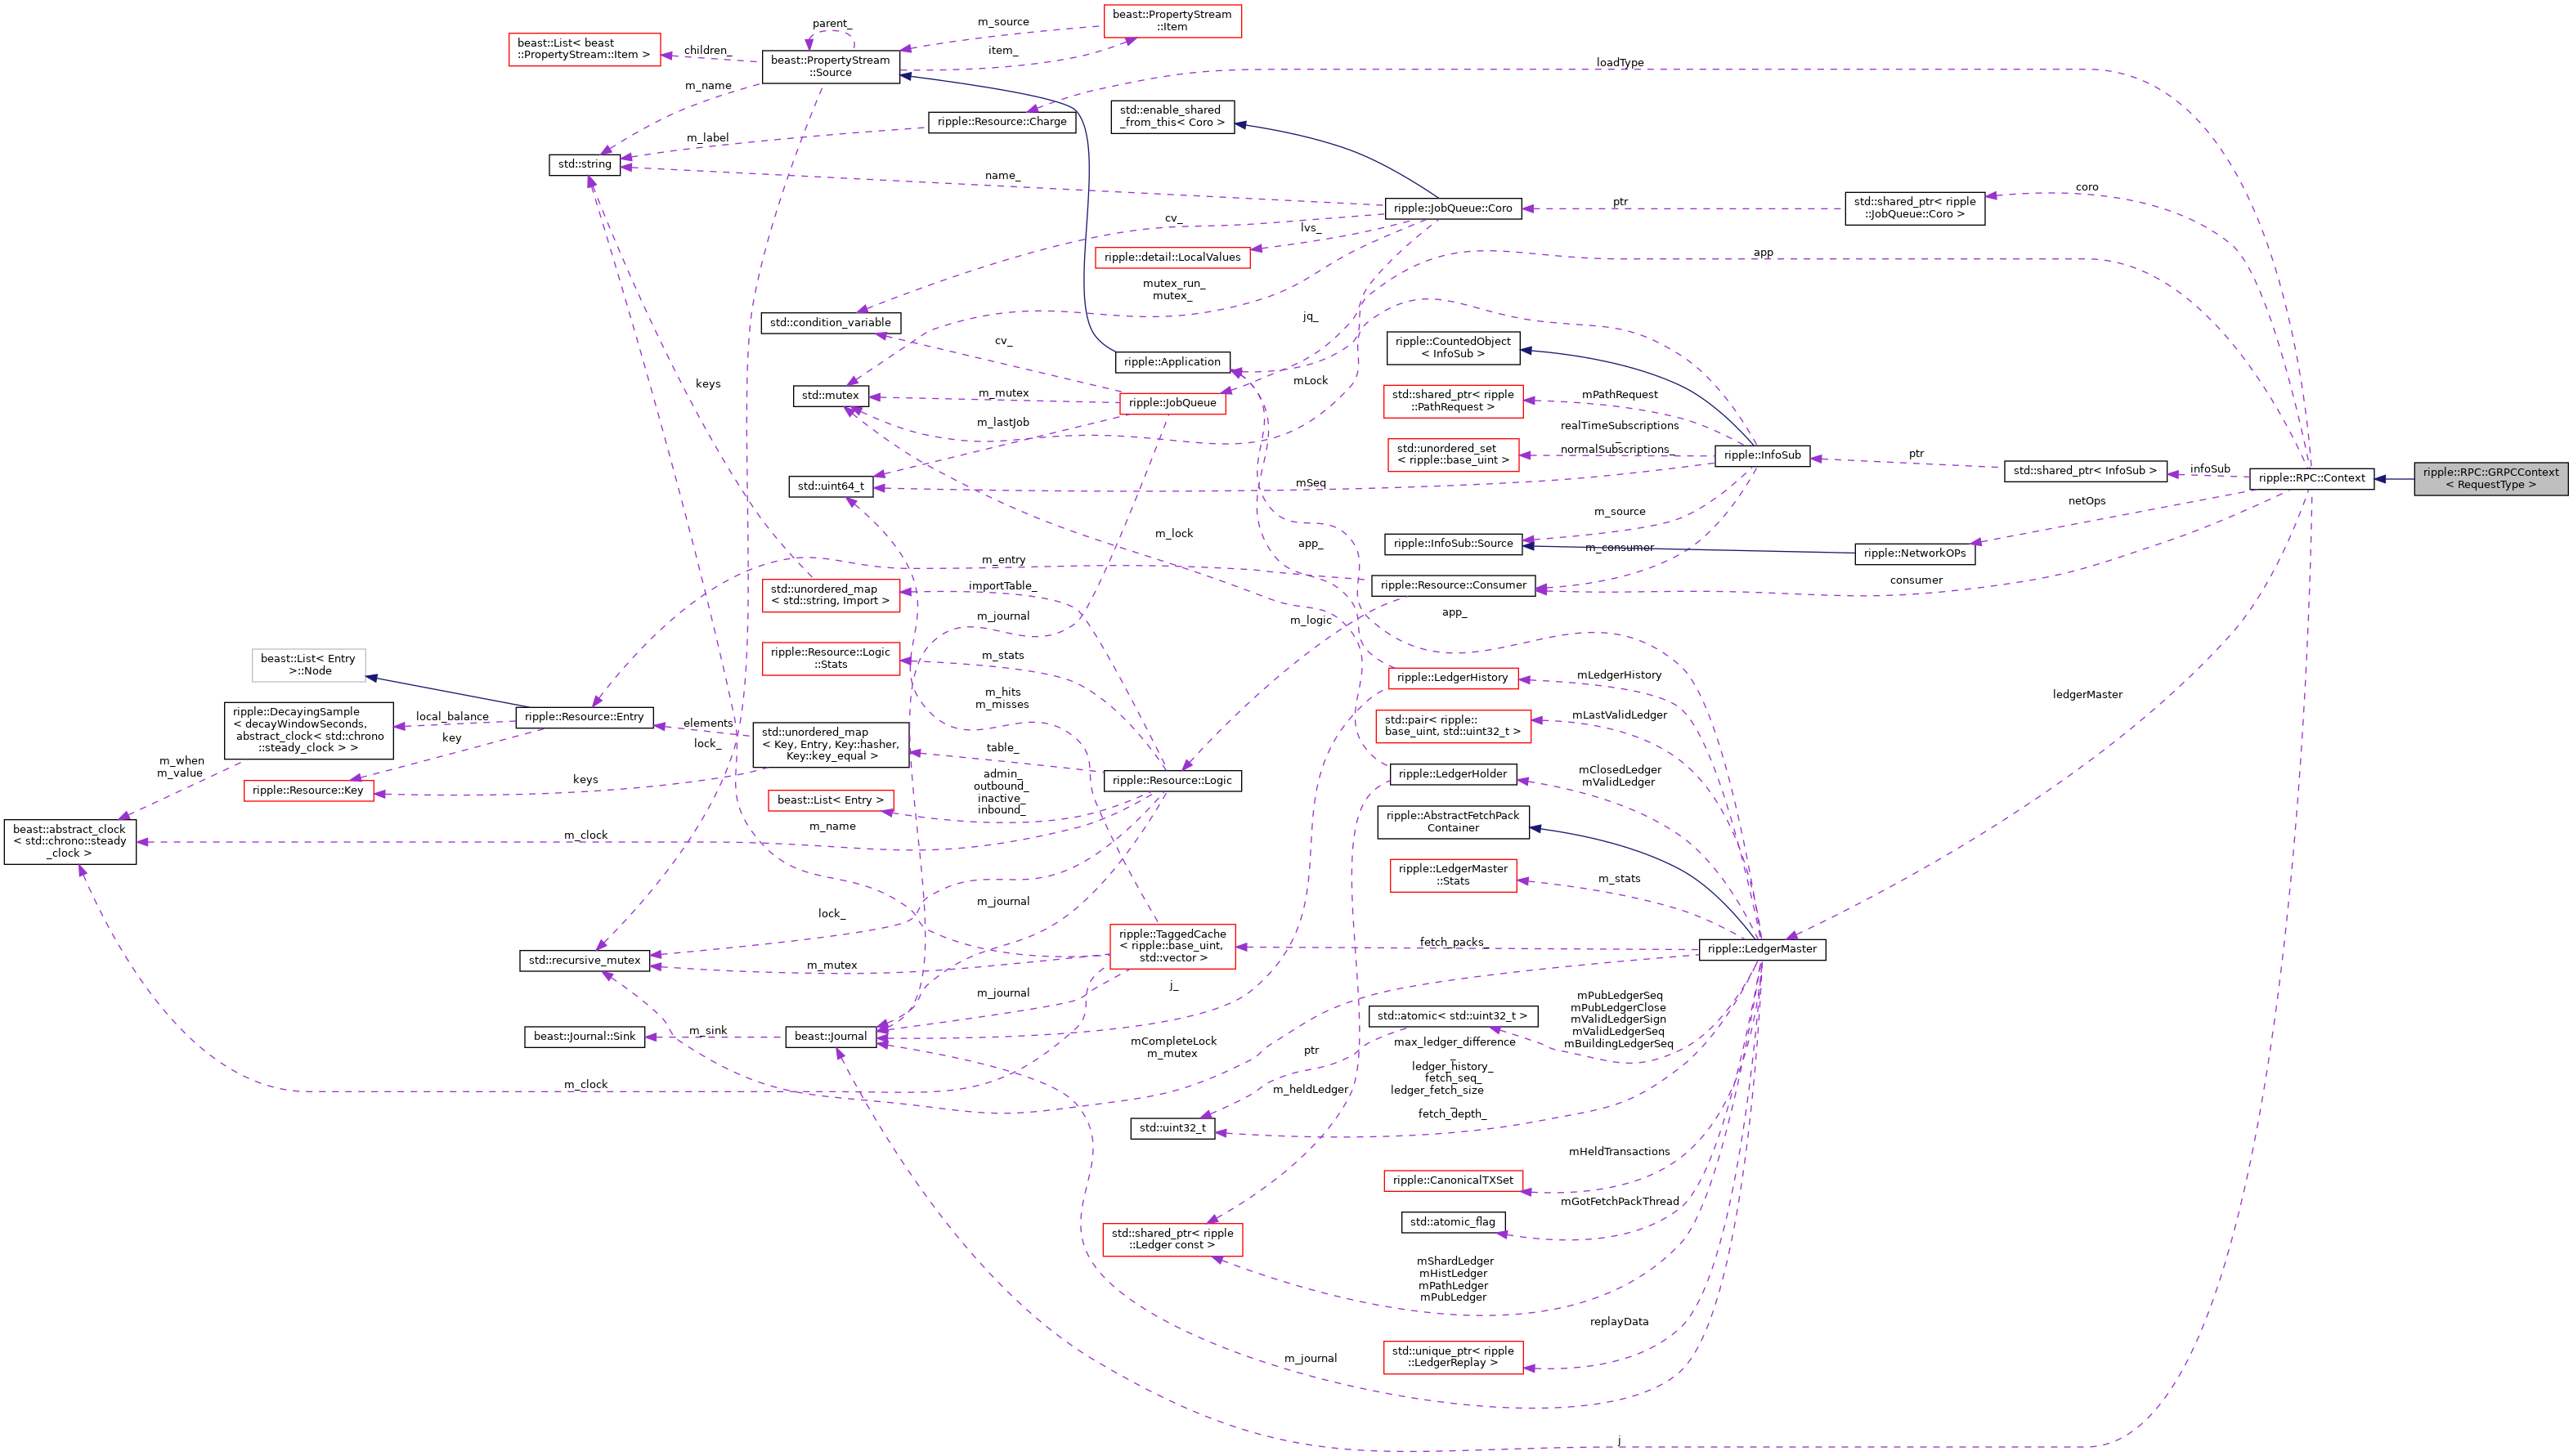 parent_
m_source
beast::PropertyStream
::Item
beast::List< beast
::PropertyStream::Item >
children_
beast::PropertyStream
::Source
item_
loadType
m_name
std::enable_shared
_from_this< Coro >
ripple::Resource::Charge
m_label
std::string
name_
ripple::JobQueue::Coro
ptr
std::shared_ptr< ripple
::JobQueue::Coro >
coro
cv_
lvs_
ripple::detail::LocalValues
app
mutex_run_
mutex_
std::condition_variable
jq_
cv_
ripple::CountedObject
< InfoSub >
ripple::Application
keys
std::mutex
m_mutex
ripple::JobQueue
mLock
std::shared_ptr< ripple
::PathRequest >
mPathRequest
m_lastJob
realTimeSubscriptions
_
normalSubscriptions_
std::unordered_set
< ripple::base_uint >
ripple::InfoSub
ptr
std::shared_ptr< InfoSub >
infoSub
ripple::RPC::Context
ripple::RPC::GRPCContext
< RequestType >
std::uint64_t
mSeq
netOps
m_source
m_lock
app_
ripple::InfoSub::Source
m_consumer
ripple::NetworkOPs
m_entry
consumer
ripple::Resource::Consumer
std::unordered_map
< std::string, Import >
importTable_
m_journal
app_
m_logic
beast::List< Entry
>::Node
ripple::Resource::Logic
::Stats
m_stats
ripple::LedgerHistory
mLedgerHistory
ledgerMaster
m_hits
m_misses
ripple::DecayingSample
< decayWindowSeconds,
abstract_clock< std::chrono
::steady_clock > >
local_balance
ripple::Resource::Entry
elements
std::pair< ripple::
base_uint, std::uint32_t >
mLastValidLedger
key
lock_
std::unordered_map
< Key, Entry, Key::hasher,
Key::key_equal >
table_
m_when
m_value
ripple::Resource::Key
keys
ripple::Resource::Logic
ripple::LedgerHolder
mClosedLedger
mValidLedger
beast::List< Entry >
admin_
outbound_
inactive_
inbound_
beast::abstract_clock
< std::chrono::steady
_clock >
m_clock
m_name
ripple::AbstractFetchPack
Container
ripple::LedgerMaster
::Stats
m_stats
m_journal
lock_
ripple::TaggedCache
< ripple::base_uint,
std::vector >
fetch_packs_
ripple::LedgerMaster
std::recursive_mutex
m_mutex
j_
m_journal
mPubLedgerSeq
mPubLedgerClose
mValidLedgerSign
mValidLedgerSeq
mBuildingLedgerSeq
std::atomic< std::uint32_t >
beast::Journal::Sink
m_sink
beast::Journal
mCompleteLock
m_mutex
ptr
max_ledger_difference
_
ledger_history_
fetch_seq_
ledger_fetch_size
_
fetch_depth_
m_clock
m_heldLedger
std::uint32_t
mHeldTransactions
ripple::CanonicalTXSet
mGotFetchPackThread
std::atomic_flag
std::shared_ptr< ripple
::Ledger const >
mShardLedger
mHistLedger
mPathLedger
mPubLedger
replayData
std::unique_ptr< ripple
::LedgerReplay >
m_journal
j